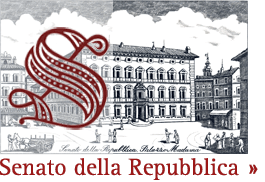 S
Senato della Repubblica Palazzo Madama
Senato della Repubblica »